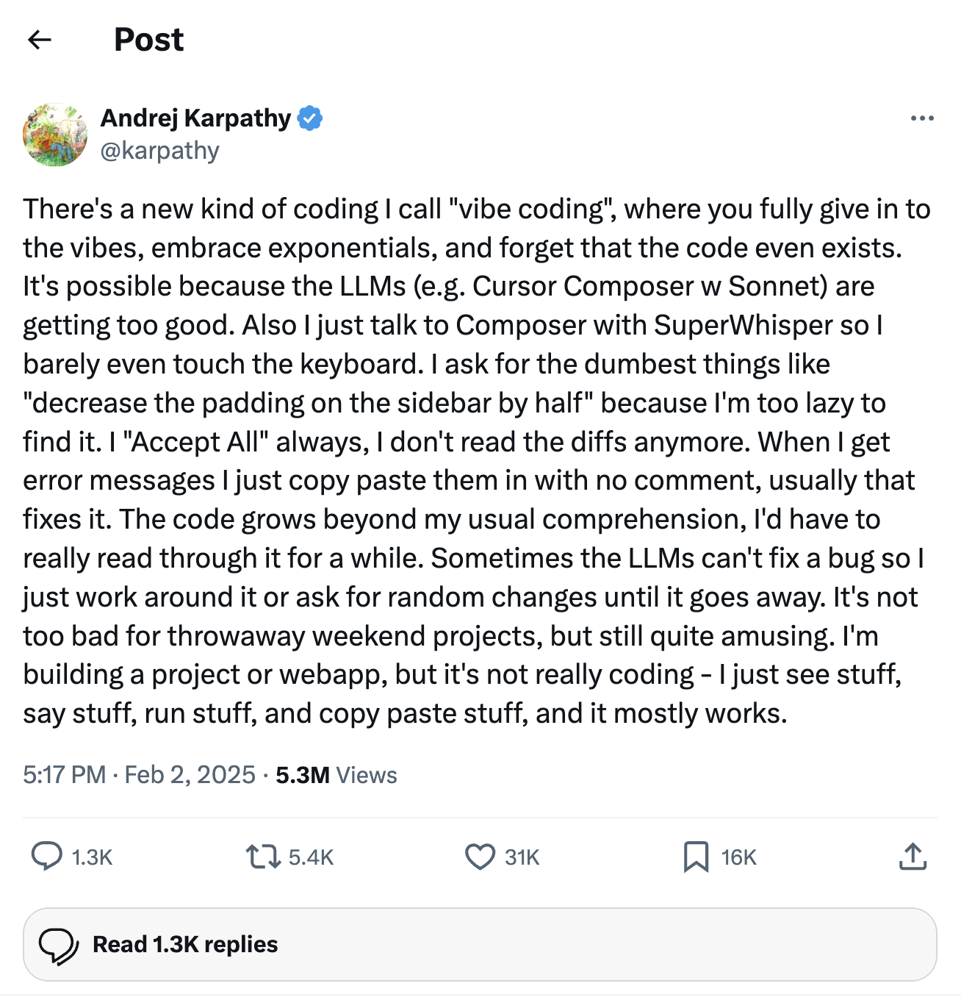 Post
Andrej Karpathy
@karpathy
There's a new kind of coding I call "vibe coding", where you fully give in to
the vibes, embrace exponentials, and forget that the code even exists.
It's possible because the LLMs (e.g. Cursor Composer w Sonnet) are
getting too good. Also I just talk to Composer with SuperWhisper so I
barely even touch the keyboard. I ask for the dumbest things like
"decrease the padding on the sidebar by half" because I'm too lazy to
find it. I "Accept All" always, I don't read the diffs anymore. When I get
error messages I just copy paste them in with no comment, usually that
fixes it. The code grows beyond my usual comprehension, I'd have to
really read through it for a while. Sometimes the LLMs can't fix a bug so I
just work around it or ask for random changes until it goes away. It's not
too bad for throwaway weekend projects, but still quite amusing. I'm
building a project or webapp, but it's not really coding - I just see stuff,
say stuff, run stuff, and copy paste stuff, and it mostly works.
5:17 PM · Feb 2, 2025 · 5.3M Views
1.3K 5.4K 31K 16K
Read 1.3K replies